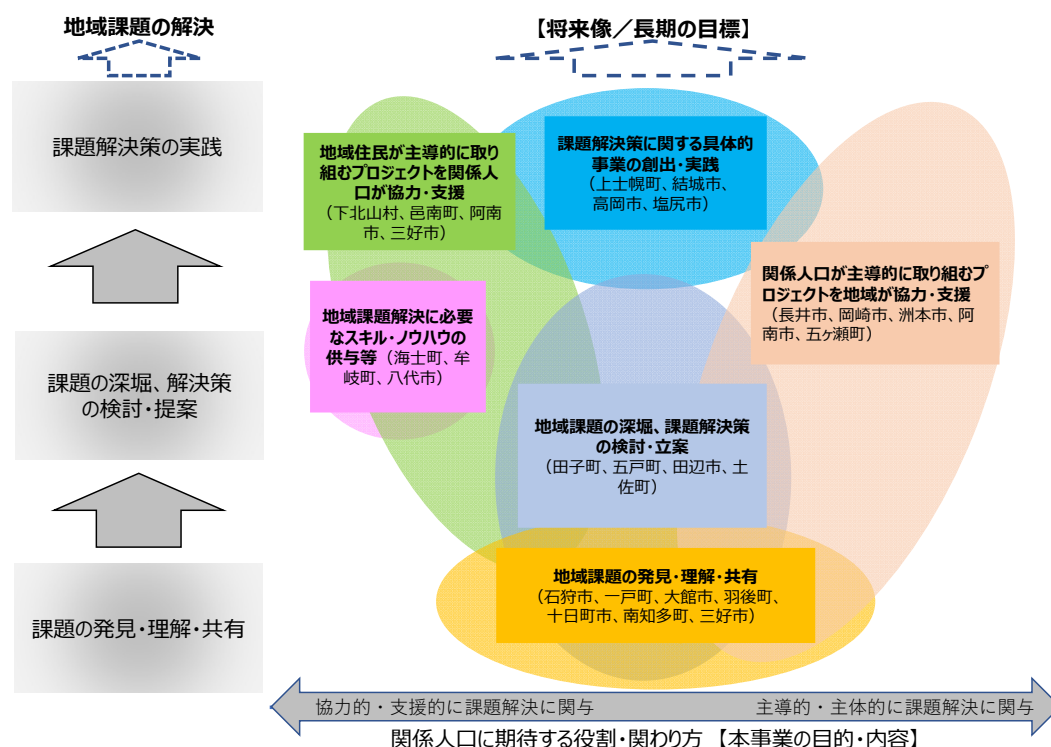 地域課題の解決
【将来像／長期の目標】
課題解決策の実践
地域住民が主導的に取り
組むプロジェクトを関係人
口が協力・支援
（下北山村、邑南町、阿南
市、三好市）
課題解決策に関する具体的
事業の創出・実践
（上士幌町、結城市、
高岡市、塩尻市）
関係人口が主導的に取り組むプ
ロジェクトを地域が協力・支援
（長井市、岡崎市、洲本市、阿
南市、五ヶ瀬町）
地域課題解決に必要
なスキル・ノウハウの
供与等（海士町、牟
岐町、八代市）
課題の深堀、解決策
の検討・提案
地域課題の深堀、課題解決策
の検討・立案
（田子町、五戸町、田辺市、土
佐町）
地域課題の発見・理解・共有
（石狩市、一戸町、大館市、羽後町、
十日町市、南知多町、三好市）
課題の発見・理解・共有
協力的・支援的に課題解決に関与
主導的・主体的に課題解決に関与
関係人口に期待する役割・関わり方 【本事業の目的・内容】